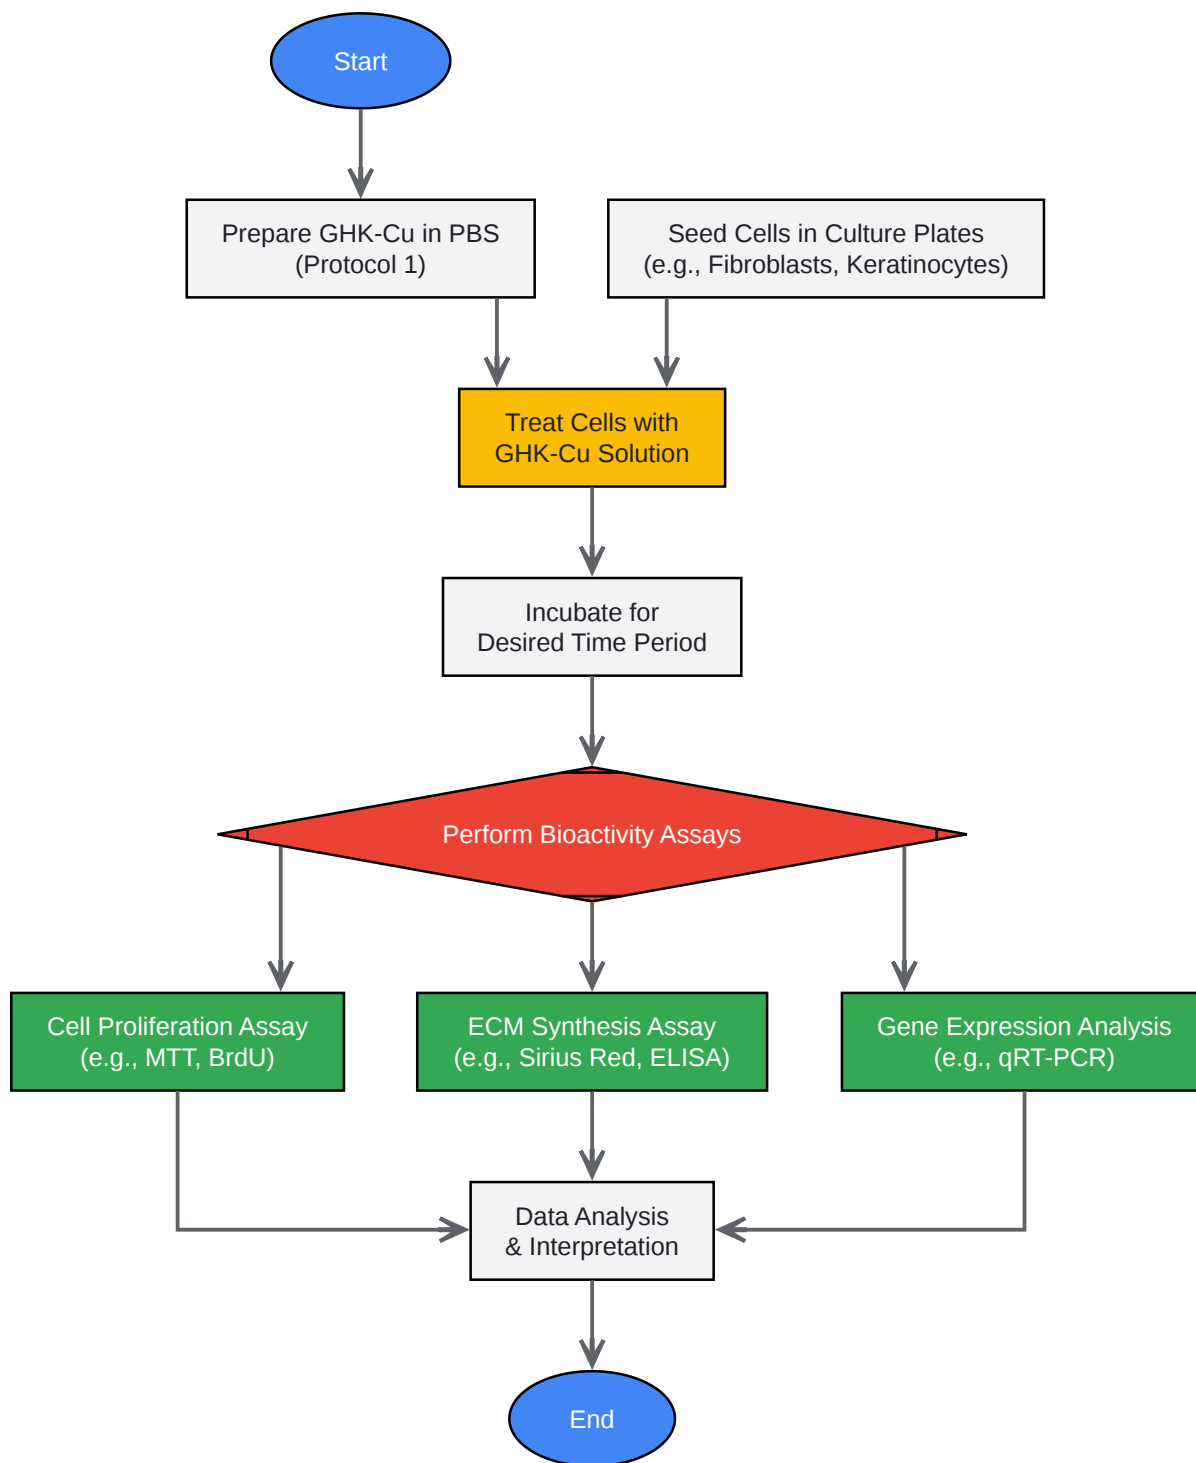 Start
Prepare GHK-Cu in PBS
(Protocol 1)
Seed Cells in Culture Plates
(e.g., Fibroblasts, Keratinocytes)
Treat Cells with
GHK-Cu Solution
Incubate for
Desired Time Period
Perform Bioactivity Assays
Cell Proliferation Assay
(e.g., MTT, BrdU)
ECM Synthesis Assay
(e.g., Sirius Red, ELISA)
Gene Expression Analysis
(e.g., qRT-PCR)
Data Analysis
& Interpretation
End